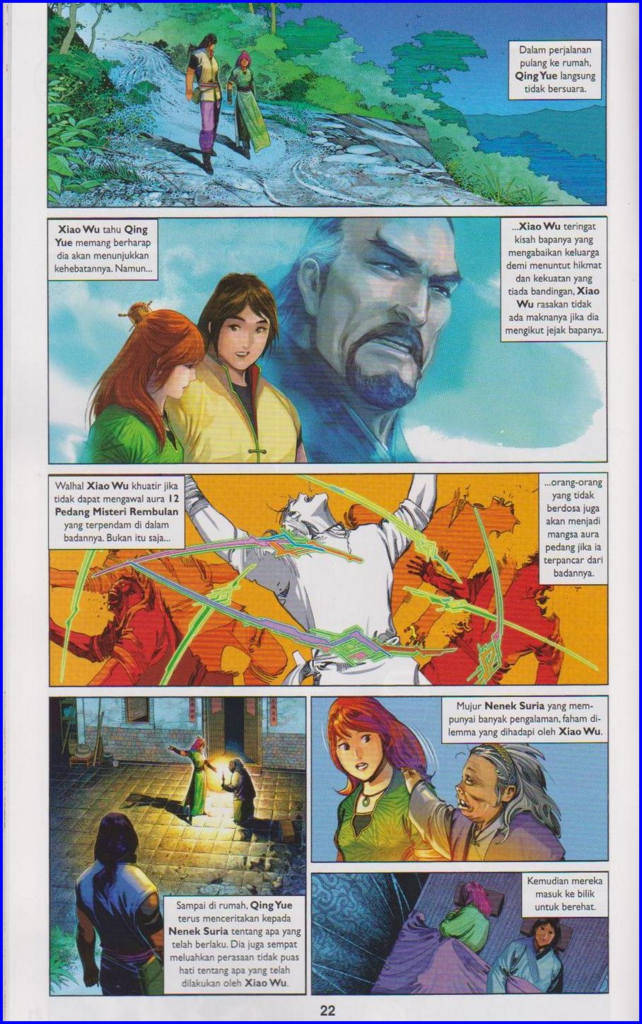 Dalam perjalanan
pulang ke rumah,
Qing Yue langsung
tidak bersuara.
Xiao Wu tahu Qing
Yue memang berharap
dia akan menunjukkan
kehebatannya. Namun...
...Xiao Wu teringat
kisah bapanya yang
mengabaikan keluarga
demi menuntut hikmat
dan kekuatan yang
tiada bandingan, Xiao
Wu rasakan tidak
ada maknanya jika dia
mengikut jejak bapanya.
Walhal Xiao Wu khuatir jika
tidak dapat mengawal aura 12
Pedang Misteri Rembulan
yang terpendam di dalam
badannya. Bukan itu saja...
...orang-orang
yang tidak
berdosa juga
akan menjadi
mangsa aura
pedang jika ia
terpancar dari
badannya.
Sampai di rumah, Qing Yue
terus menceritakan kepada
Nenek Suria tentang apa yang
telah berlaku. Dia juga sempat
meluahkan perasaan tidak puas
hati tentang apa yang telah
dilakukan oleh Xiao Wu.
Mujur Nenek Suria yang mem-
punyai banyak pengalaman, faham di-
lemma yang dihadapi oleh Xiao Wu.
Kemudian mereka
masuk ke bilik
untuk berehat.
22